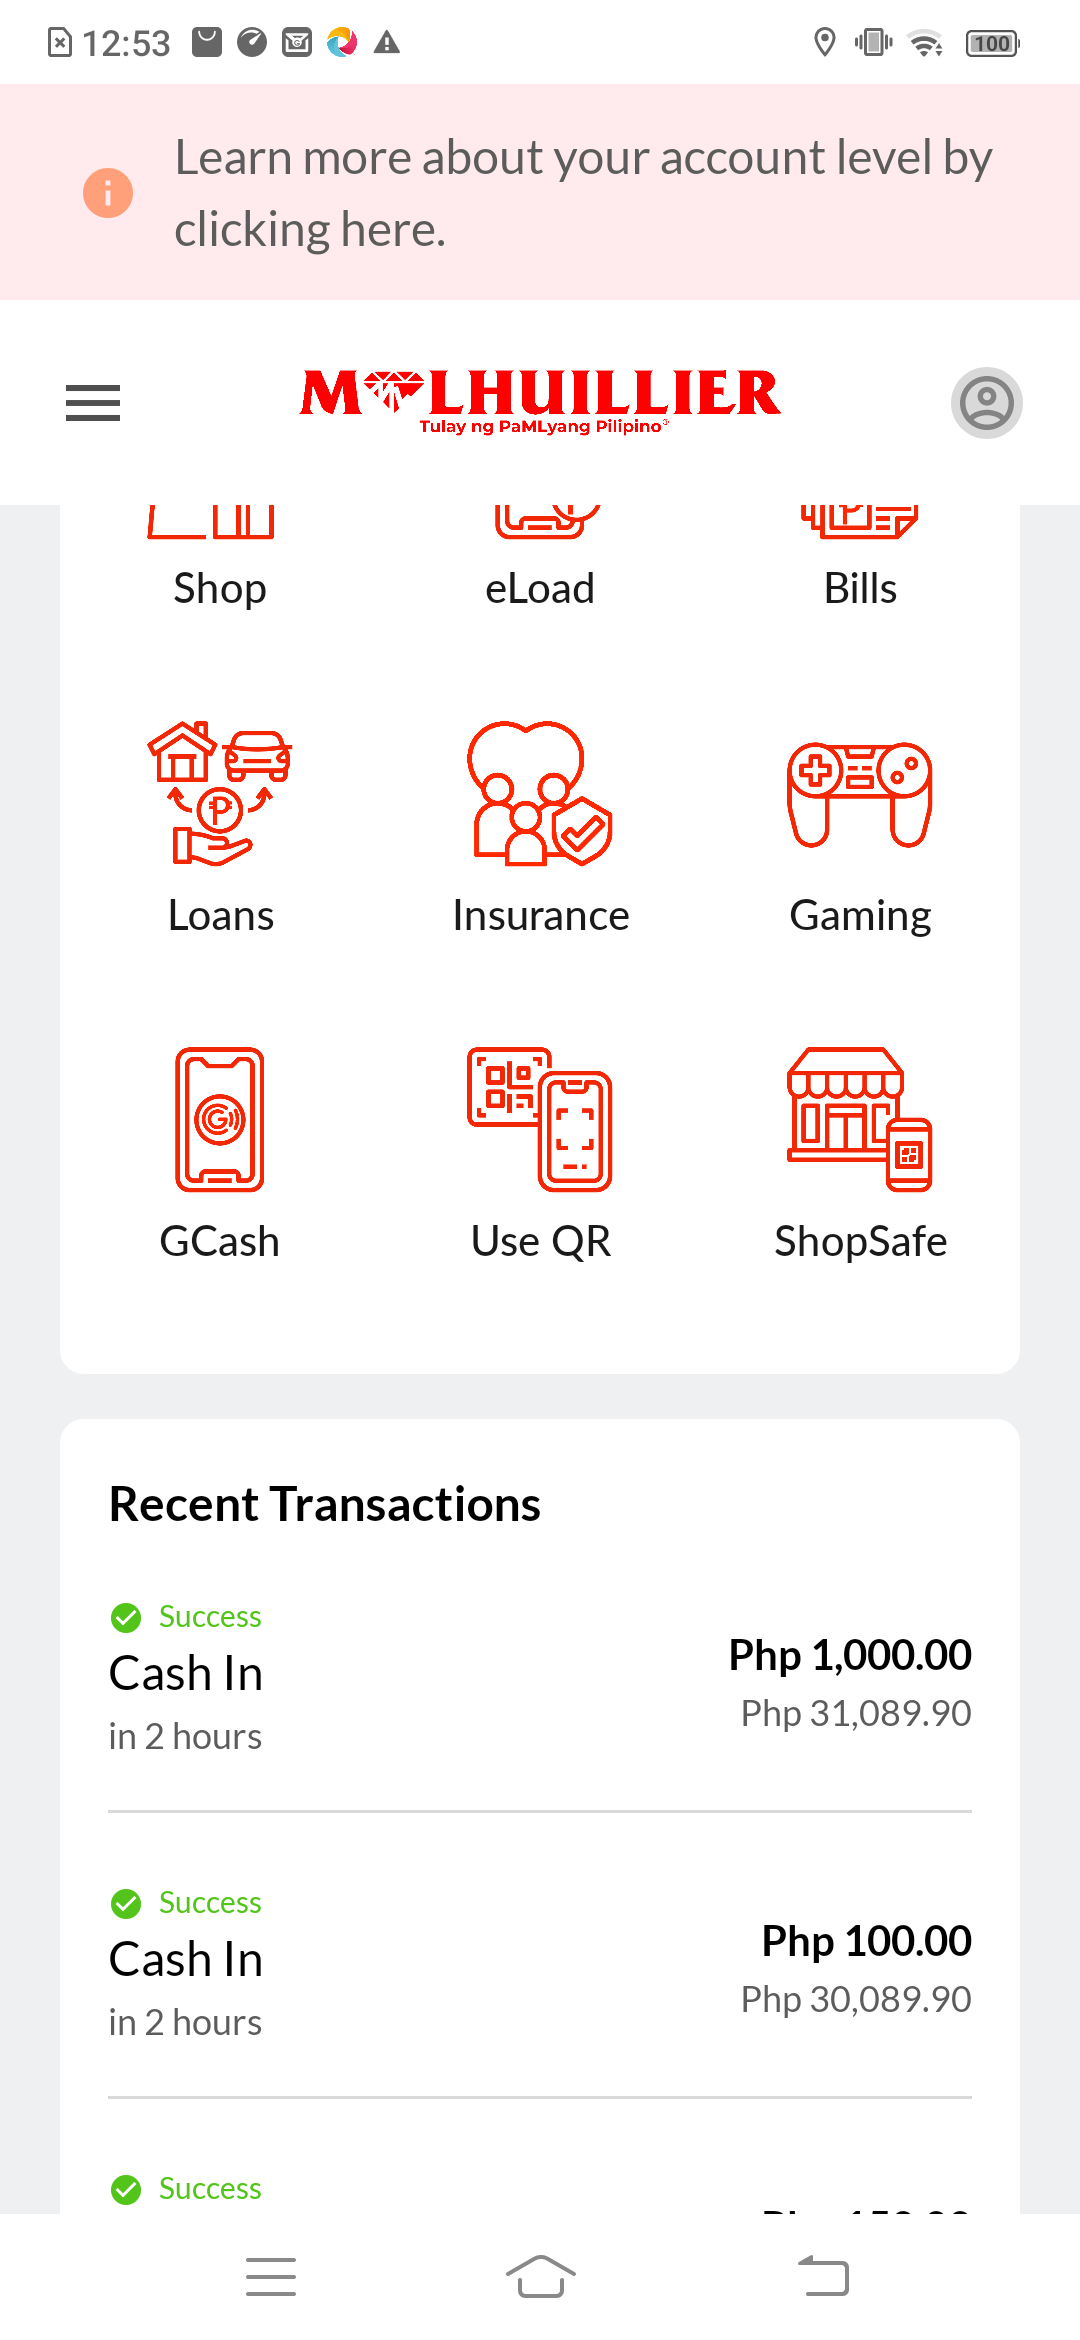 12:53
100
Learn more about your account level by
clicking here.
M LHUILLIER
Tulay ng PaMLyang Pilipino®
Shop
eLoad
Bills
Loans
Insurance
Gaming
GCash
Use QR
ShopSafe
Recent Transactions
Success
Cash In
Php 1,000.00
Php 31,089.90
in 2 hours
Success
Cash In
Php 100.00
Php 30,089.90
in 2 hours
Success